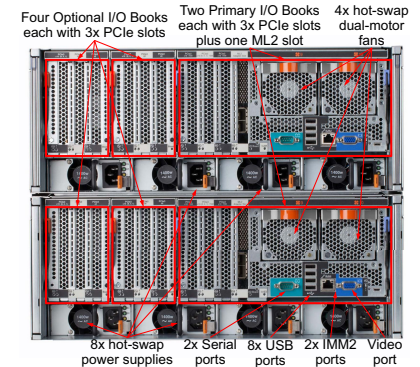 Four Optional I/O Books
each with 3x PCIe slots
Two Primary I/O Books
each with 3x PCIe slots
plus one ML2 slot
4x hot-swap
dual-motor
fans
8x hot-swap
power supplies
2x Serial
ports
8x USB
ports
2x IMM2
ports
Video
port